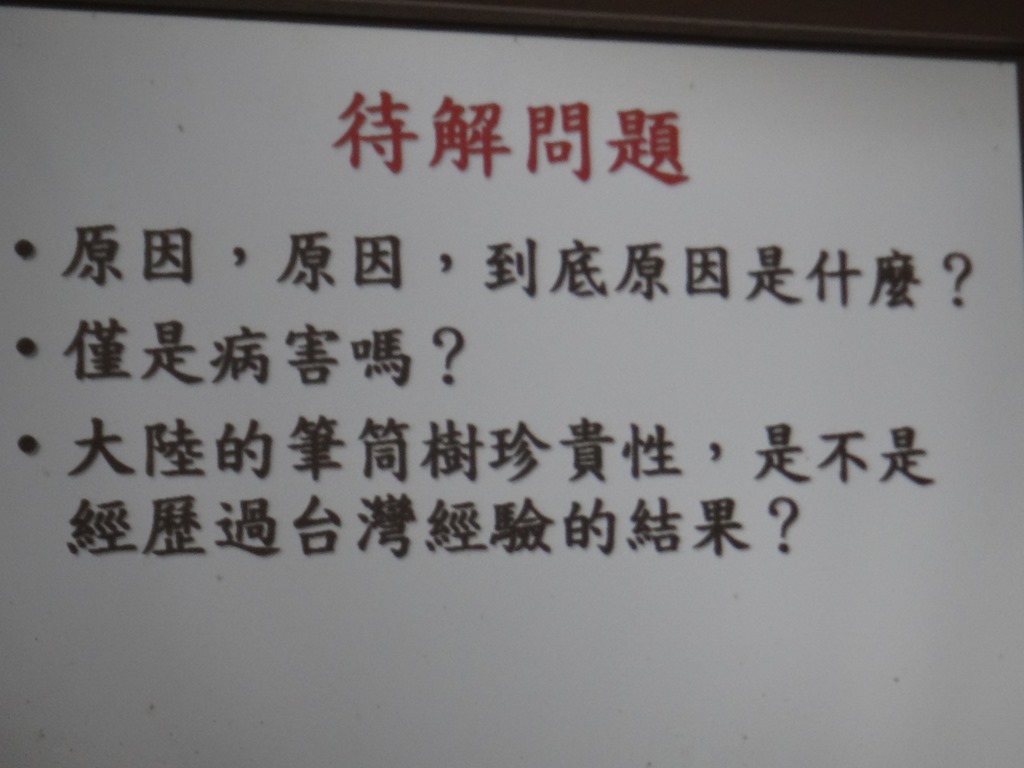 待解問題
• 原因，原因，到底原因是什麼？
• 僅是病害嗎？
• 大陸的筆筒樹珍貴性，是不是
經歷過台灣經驗的結果？